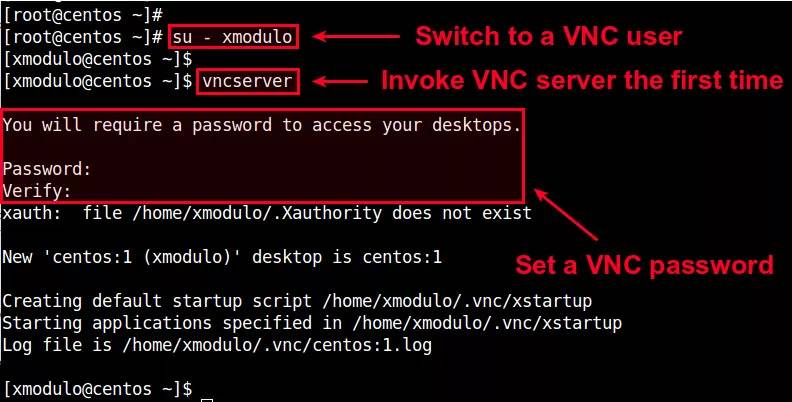 [root@centos ~]#
[root@centos ~]# su - xmodulo Switch to a VNC user
[xmodulo@centos ~]$
[xmodulo@centos ~]$ vncserver Invoke VNC server the first time
You will require a password to access your desktops.
Password:
Verify:
xauth:  file /home/xmodulo/.Xauthority does not exist
New 'centos:1 (xmodulo)' desktop is centos:1
Set a VNC password
Creating default startup script /home/xmodulo/.vnc/xstartup
Starting applications specified in /home/xmodulo/.vnc/xstartup
Log file is /home/xmodulo/.vnc/centos:1.log
[xmodulo@centos ~]$